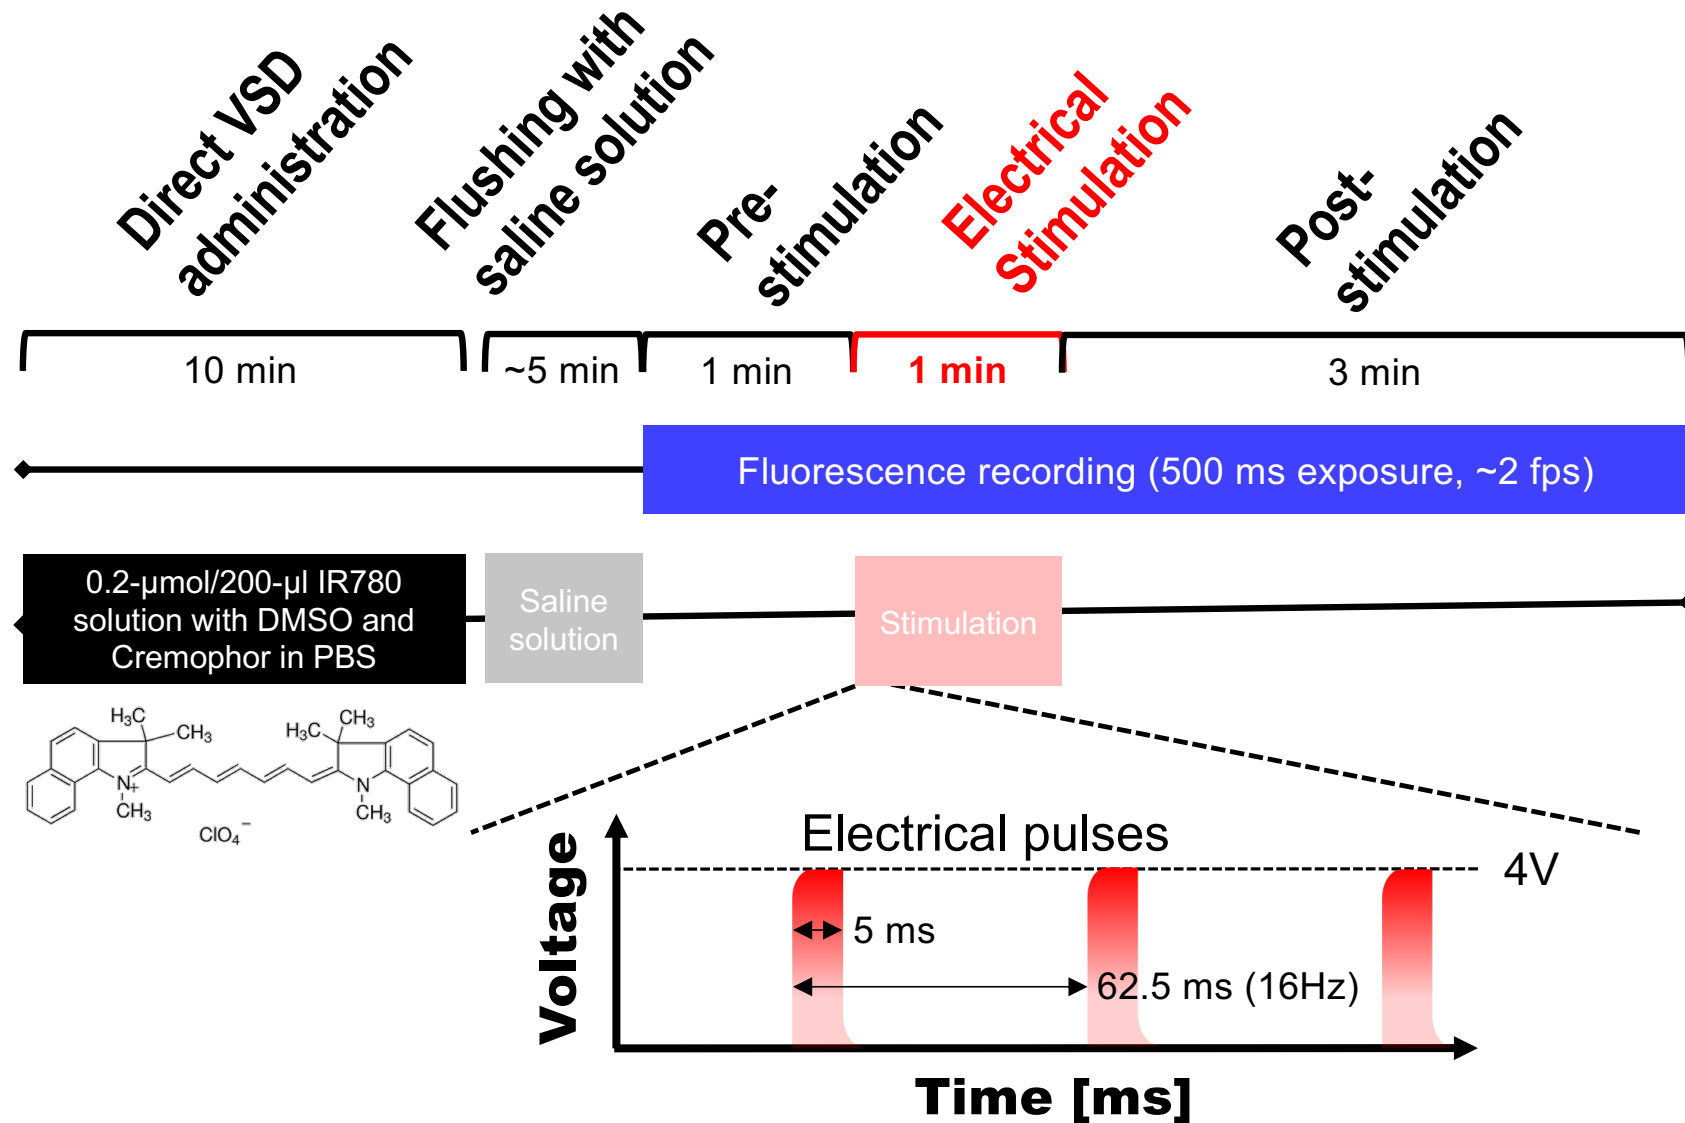 Direct VSD
administration
Flushing with
saline solution
Pre-
stimulation
Electrical
Stimulation
Post-
stimulation
10 min
~5 min
1 min
1 min
3 min
Fluorescence recording (500 ms exposure, ~2 fps)
0.2-μmol/200-μl IR780
solution with DMSO and
Cremophor in PBS
Saline
solution
Stimulation
H₃C
CH₃
H₃C
CH₃
N+
CH₃
N
CH₃
ClO₄⁻
Electrical pulses
4V
5 ms
62.5 ms (16Hz)
Voltage
Time [ms]